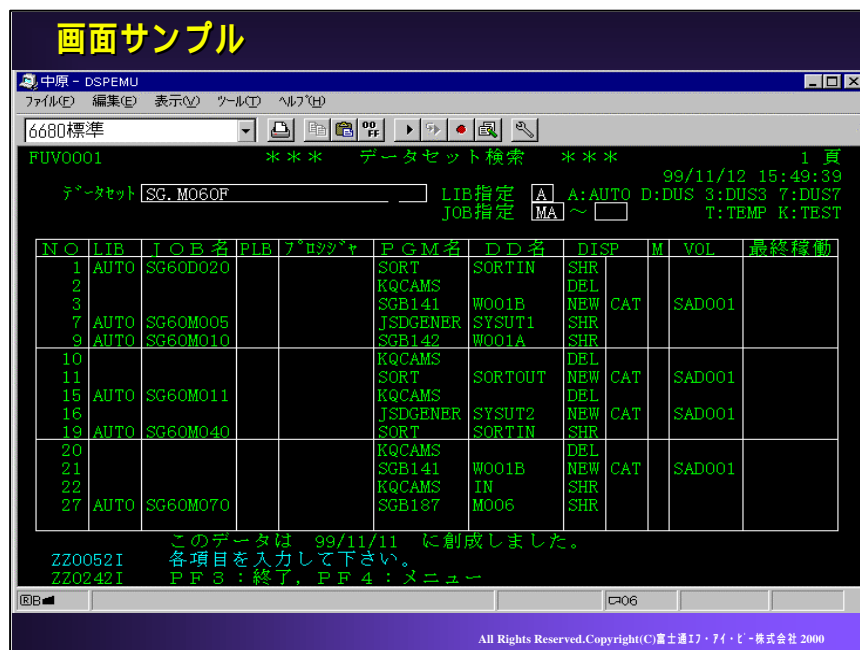 画面サンプル
中原 - DSPEMU
ファイル(F) 編集(E) 表示(V) ツール(T) ヘルプ(H)
6680標準
FUV0001 ＊＊＊ データセット検索 ＊＊＊ 1 頁
99/11/12 15:49:39
データセット SG.M060F LIB指定 A A:AUTO D:DUS 3:DUS3 7:DUS7
JOB指定 MA ～ T:TEMP K:TEST
ＮＯ LIB ＪＯＢ名 PLB プロシジャ ＰＧＭ名 ＤＤ名 DISP M VOL 最終稼働
1 AUTO SG60D020 SORT SORTIN SHR
2 KQCAMS DEL
3 SGB141 W001B NEW CAT SAD001
7 AUTO SG60M005 JSDGENER SYSUT1 SHR
9 AUTO SG60M010 SGB142 W001A SHR
10 KQCAMS DEL
11 SORT SORTOUT NEW CAT SAD001
15 AUTO SG60M011 KQCAMS DEL
16 JSDGENER SYSUT2 NEW CAT SAD001
19 AUTO SG60M040 SORT SORTIN SHR
20 KQCAMS DEL
21 SGB141 W001B NEW CAT SAD001
22 KQCAMS IN SHR
27 AUTO SG60M070 SGB187 M006 SHR
このデータは 99/11/11 に創成しました。
ZZ0052I 各項目を入力して下さい。
ZZ0242I ＰＦ３：終了，ＰＦ４：メニュー
06
All Rights Reserved.Copyright(C)富士通エフ・アイ・ピー株式会社 2000